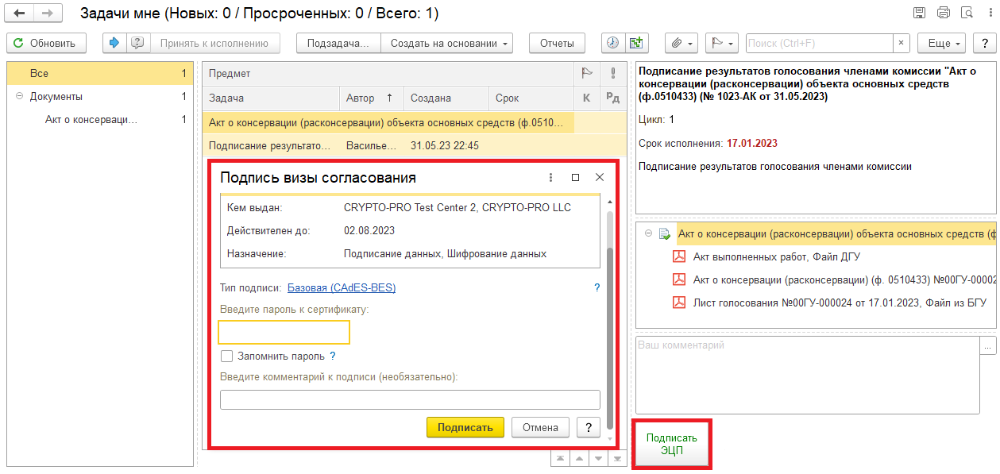 Задачи мне (Новых: 0 / Просроченных: 0 / Всего: 1)
Обновить
Принять к исполнению
Подзадача...
Создать на основании
Отчеты
Поиск (Ctrl+F)
×
Еще
?
Все 1
Документы 1
Акт о консерваци... 1
Предмет
Задача Автор ↑ Создана Срок К Рд
Акт о консервации (расконсервации) объекта основных средств (ф.0510...
Подписание результато... Василье... 31.05.23 22:45
Подпись визы согласования
Кем выдан: CRYPTO-PRO Test Center 2, CRYPTO-PRO LLC
Действителен до: 02.08.2023
Назначение: Подписание данных, Шифрование данных
Тип подписи: Базовая (CAdES-BES) ?
Введите пароль к сертификату:
Запомнить пароль ?
Введите комментарий к подписи (необязательно):
Подписать Отмена ?
Подписание результатов голосования членами комиссии "Акт о
консервации (расконсервации) объекта основных средств
(ф.0510433) (№ 1023-АК от 31.05.2023)
Цикл: 1
Срок исполнения: 17.01.2023
Подписание результатов голосования членами комиссии
Акт о консервации (расконсервации) объекта основных средств (ф
Акт выполненных работ, Файл ДГУ
Акт о консервации (расконсервации) (ф. 0510433) №00ГУ-00002
Лист голосования №00ГУ-000024 от 17.01.2023, Файл из БГУ
Ваш комментарий
...
Подписать
ЭЦП